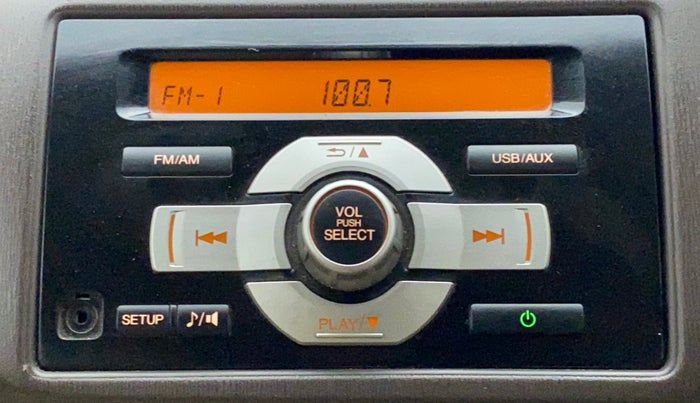 FM-1 100.7
FM/AM
USB/AUX
VOL
PUSH
SELECT
SETUP
PLAY/▼